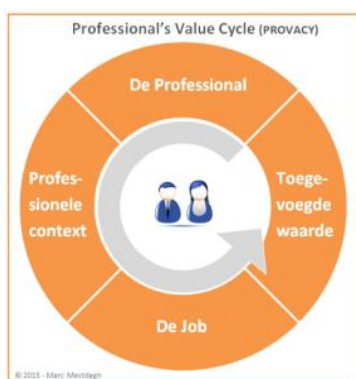 Professional's Value Cycle (PROVACY)
De Professional
Profes-
sionele
context
Toege-
voegde
waarde
De Job
© 2015 - Marc Mestdagh